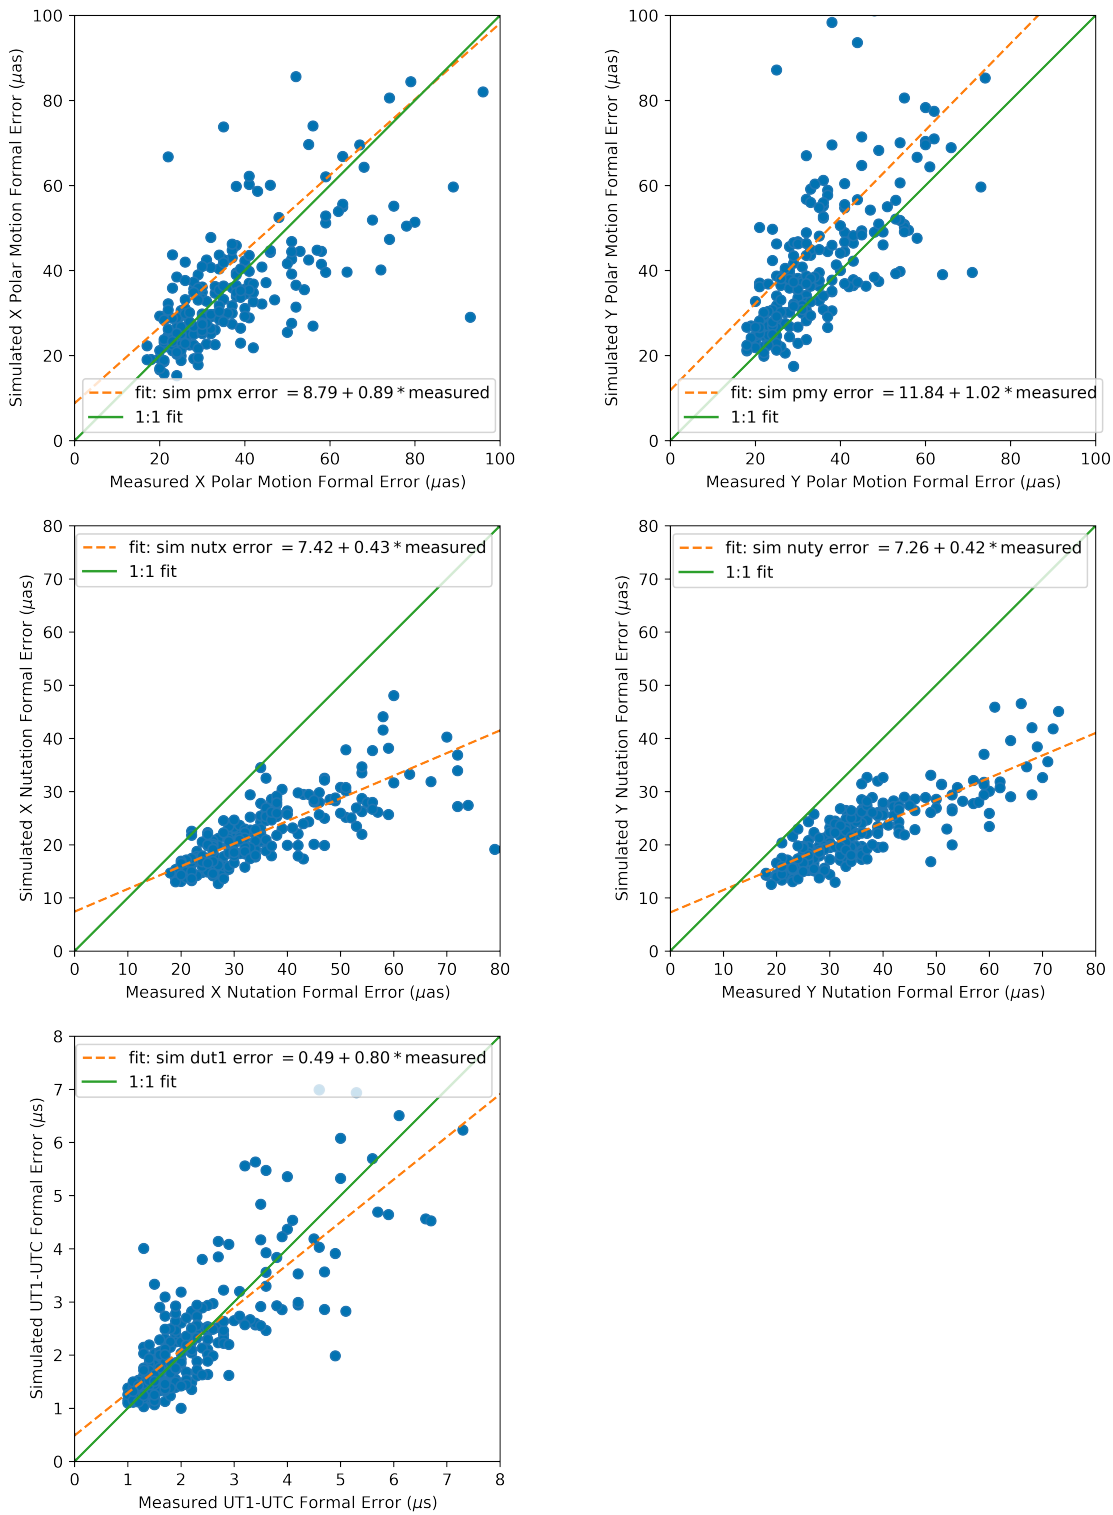 100
80
60
40
20
0
Simulated X Polar Motion Formal Error (μas)
fit: sim pmx error = 8.79 + 0.89 * measured
1:1 fit
0 20 40 60 80 100
Measured X Polar Motion Formal Error (μas)
100
80
60
40
20
0
Simulated Y Polar Motion Formal Error (μas)
fit: sim pmy error = 11.84 + 1.02 * measured
1:1 fit
0 20 40 60 80 100
Measured Y Polar Motion Formal Error (μas)
80
70
60
50
40
30
20
10
0
Simulated X Nutation Formal Error (μas)
fit: sim nutx error = 7.42 + 0.43 * measured
1:1 fit
0 10 20 30 40 50 60 70 80
Measured X Nutation Formal Error (μas)
80
70
60
50
40
30
20
10
0
Simulated Y Nutation Formal Error (μas)
fit: sim nuty error = 7.26 + 0.42 * measured
1:1 fit
0 10 20 30 40 50 60 70 80
Measured Y Nutation Formal Error (μas)
8
7
6
5
4
3
2
1
0
Simulated UT1-UTC Formal Error (μs)
fit: sim dut1 error = 0.49 + 0.80 * measured
1:1 fit
0 1 2 3 4 5 6 7 8
Measured UT1-UTC Formal Error (μs)